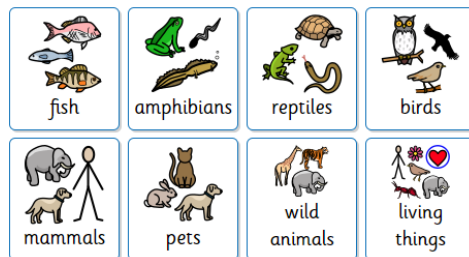 fish
amphibians
reptiles
birds
mammals
pets
wild
animals
living
things